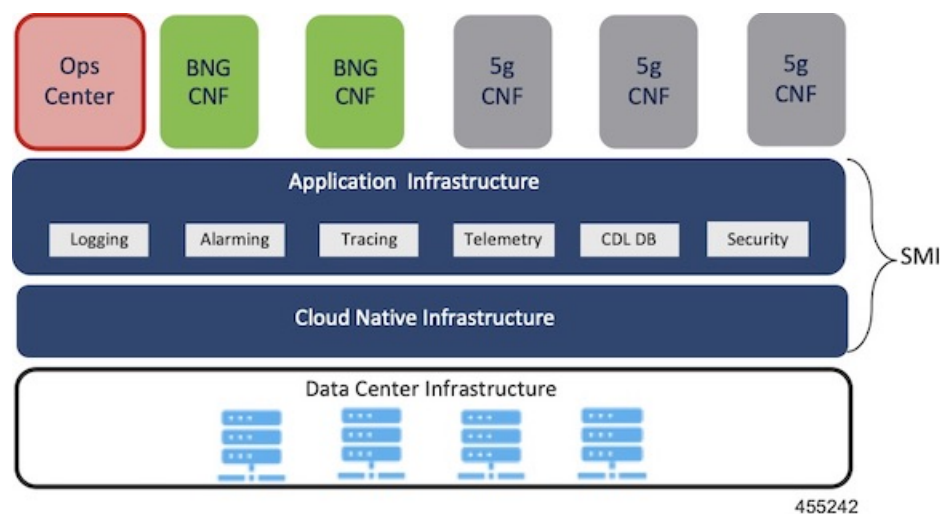 Ops
Center
BNG
CNF
BNG
CNF
5g
CNF
5g
CNF
5g
CNF
Application Infrastructure
Logging
Alarming
Tracing
Telemetry
CDL DB
Security
SMI
Cloud Native Infrastructure
Data Center Infrastructure
455242